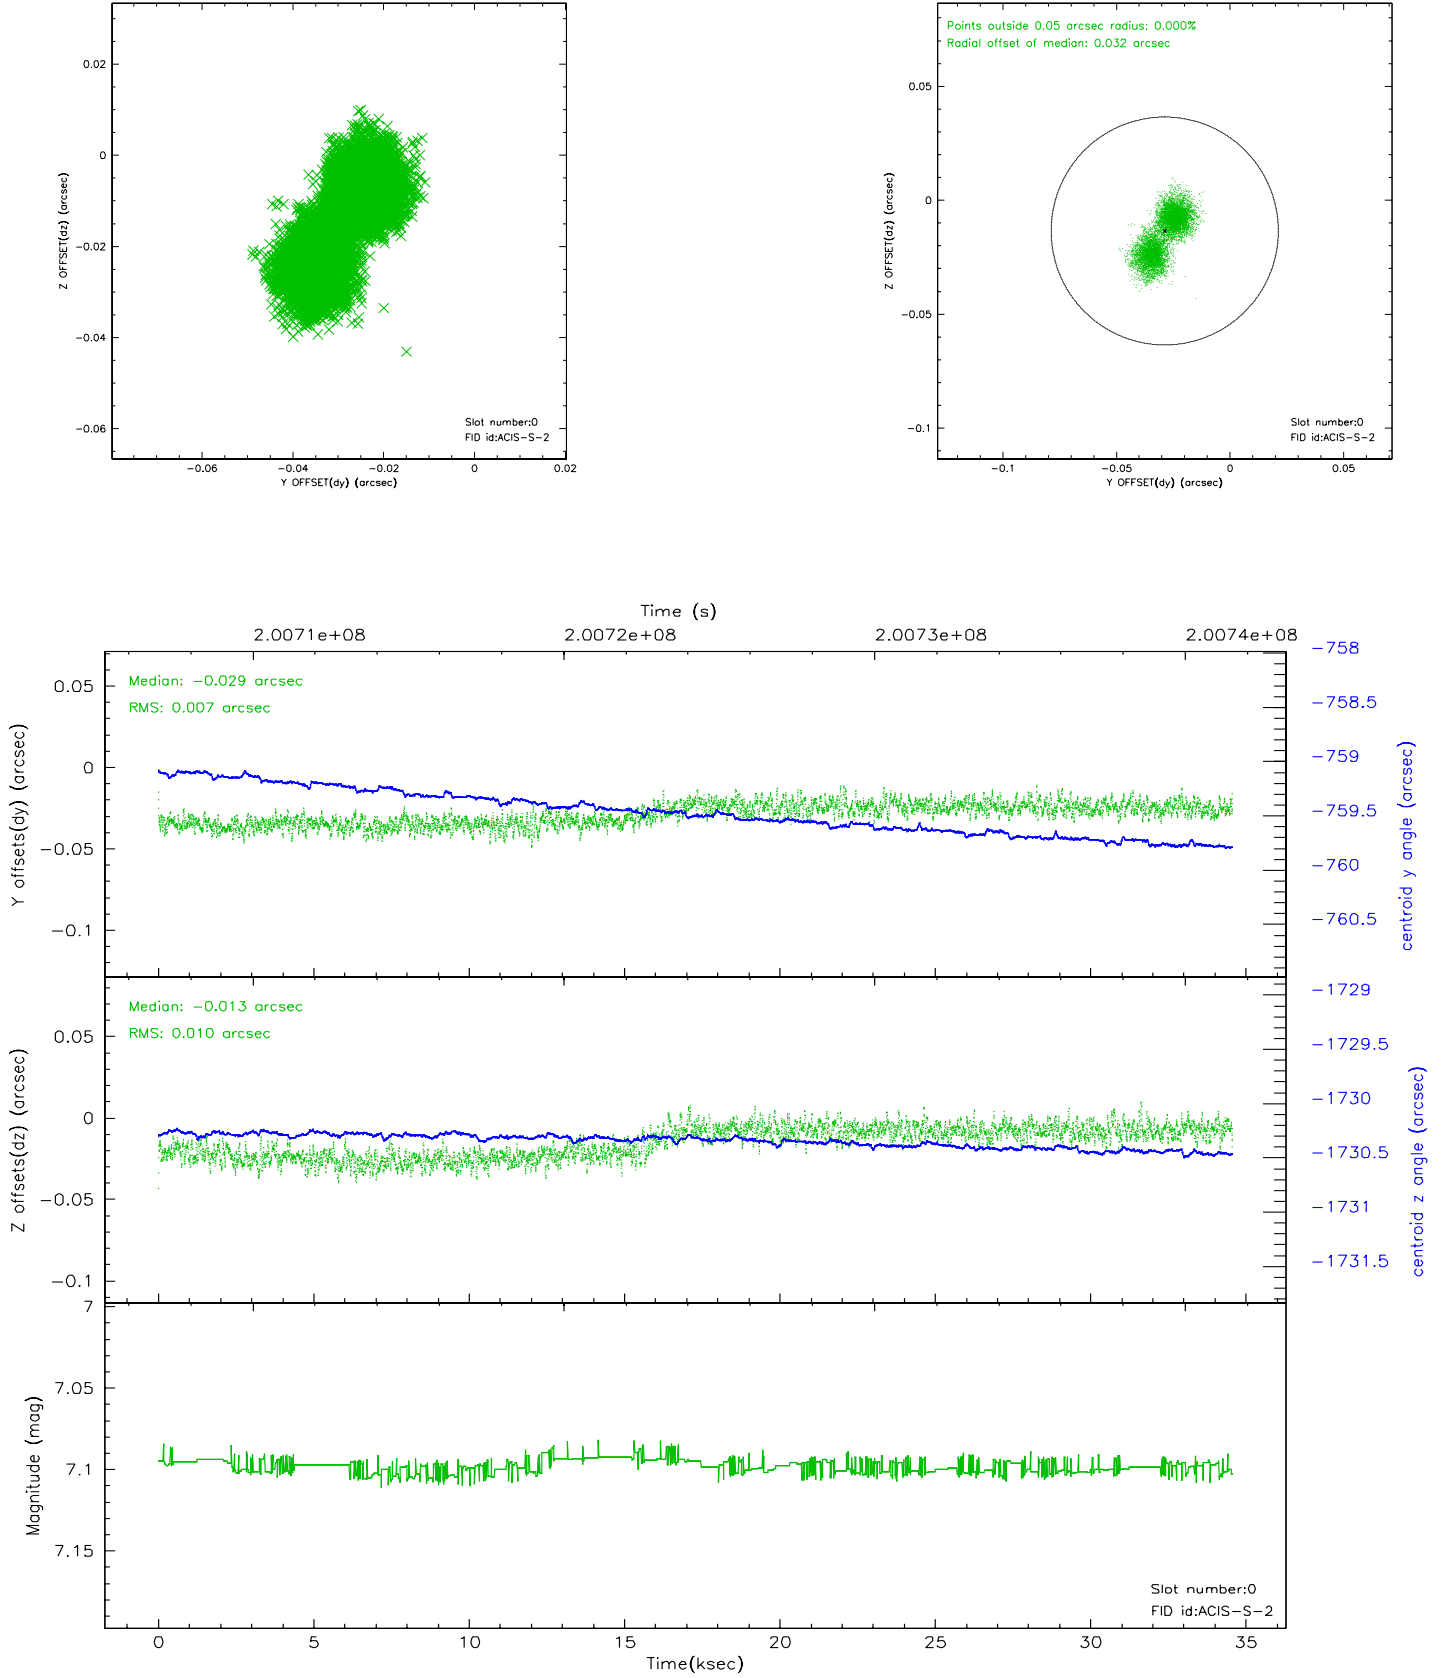 0.02
0
−0.02
−0.04
−0.06
Z OFFSET(dz) (arcsec)
Slot number:0
FID id:ACIS−S−2
−0.06
−0.04
−0.02
0
0.02
Y OFFSET(dy) (arcsec)
Points outside 0.05 arcsec radius: 0.000%
Radial offset of median: 0.032 arcsec
0.05
0
−0.05
−0.1
Z OFFSET(dz) (arcsec)
Slot number:0
FID id:ACIS−S−2
−0.1
−0.05
0
0.05
Y OFFSET(dy) (arcsec)
Time (s)
2.0071e+08
2.0072e+08
2.0073e+08
2.0074e+08
Median: −0.029 arcsec
RMS: 0.007 arcsec
0.05
0
−0.05
−0.1
Y offsets(dy) (arcsec)
−758
−758.5
−759
−759.5
−760
−760.5
centroid y angle (arcsec)
Median: −0.013 arcsec
RMS: 0.010 arcsec
0.05
0
−0.05
−0.1
Z offsets(dz) (arcsec)
−1729
−1729.5
−1730
−1730.5
−1731
−1731.5
centroid z angle (arcsec)
7
7.05
7.1
7.15
Magnitude (mag)
Slot number:0
FID id:ACIS−S−2
0
5
10
15
20
25
30
35
Time(ksec)